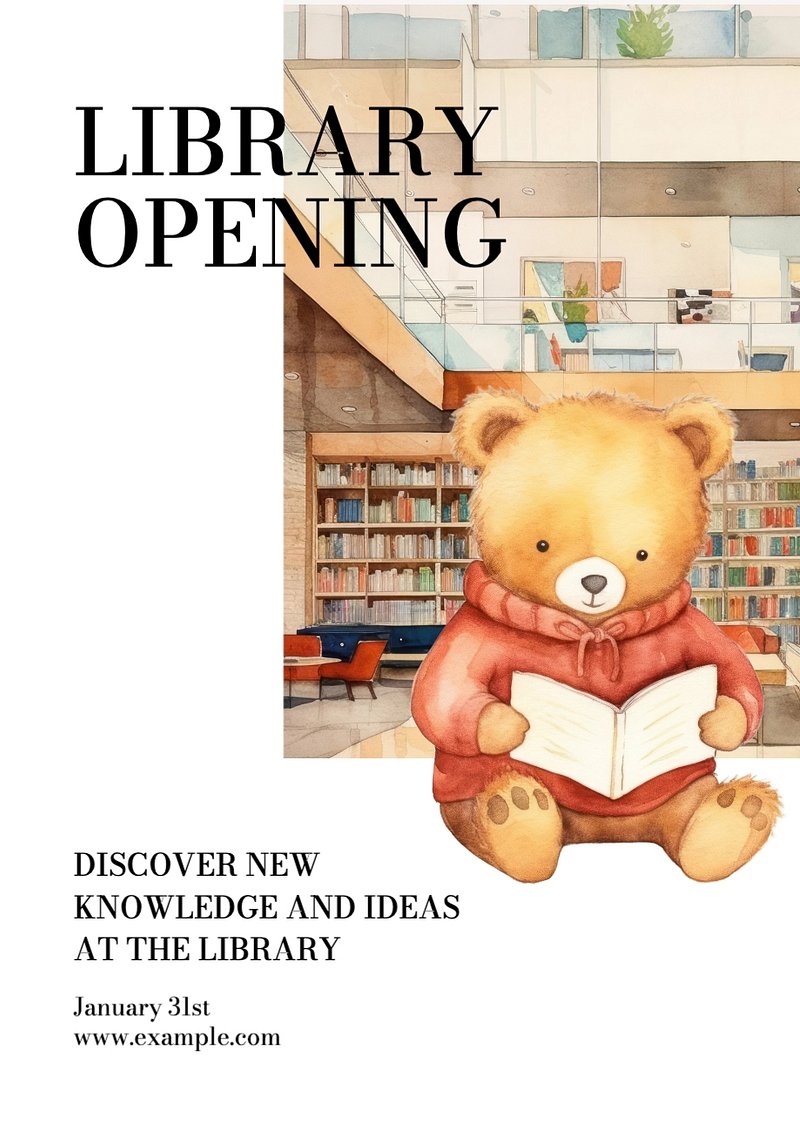 LIBRARY
OPENING
DISCOVER NEW
KNOWLEDGE AND IDEAS
AT THE LIBRARY
January 31st
www.example.com